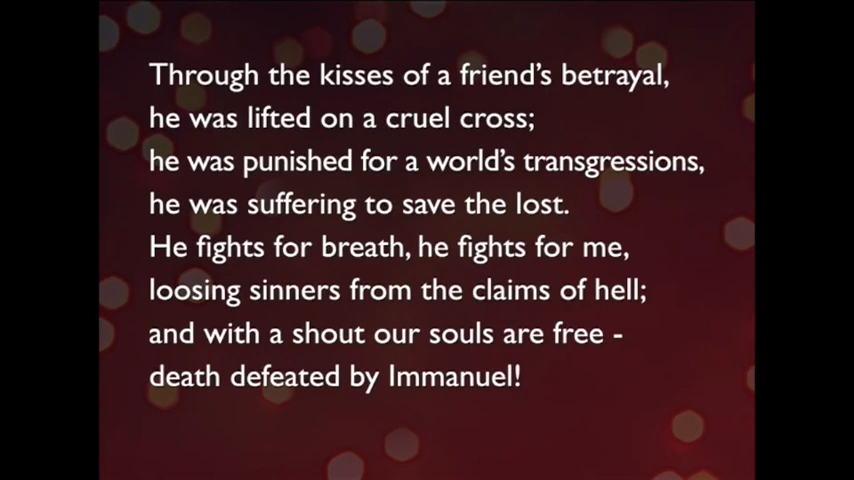 Through the kisses of a friend's betrayal,
he was lifted on a cruel cross;
he was punished for a world's transgressions,
he was suffering to save the lost.
He fights for breath, he fights for me,
loosing sinners from the claims of hell;
and with a shout our souls are free -
death defeated by Immanuel!